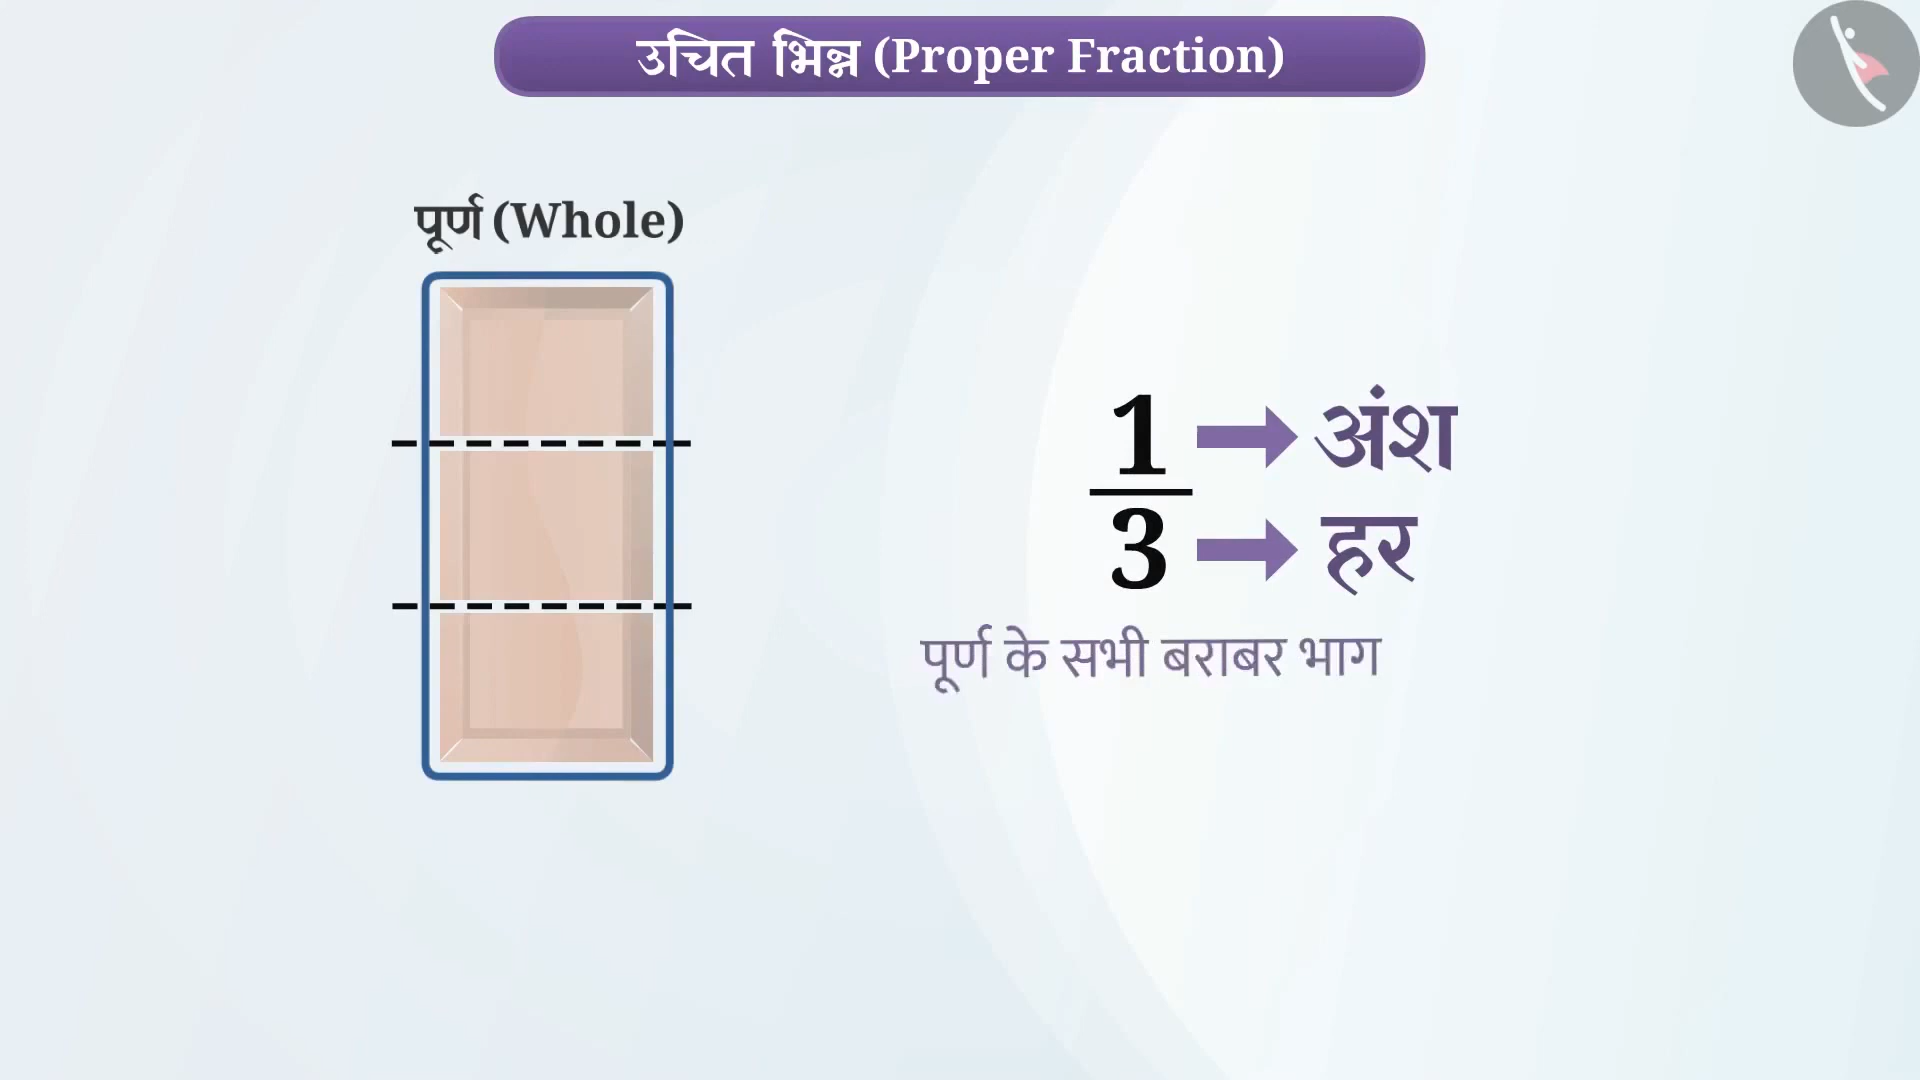 उचित भिन्न (Proper Fraction)
पूर्ण (Whole)
1 → अंश
3 → हर
पूर्ण के सभी बराबर भाग